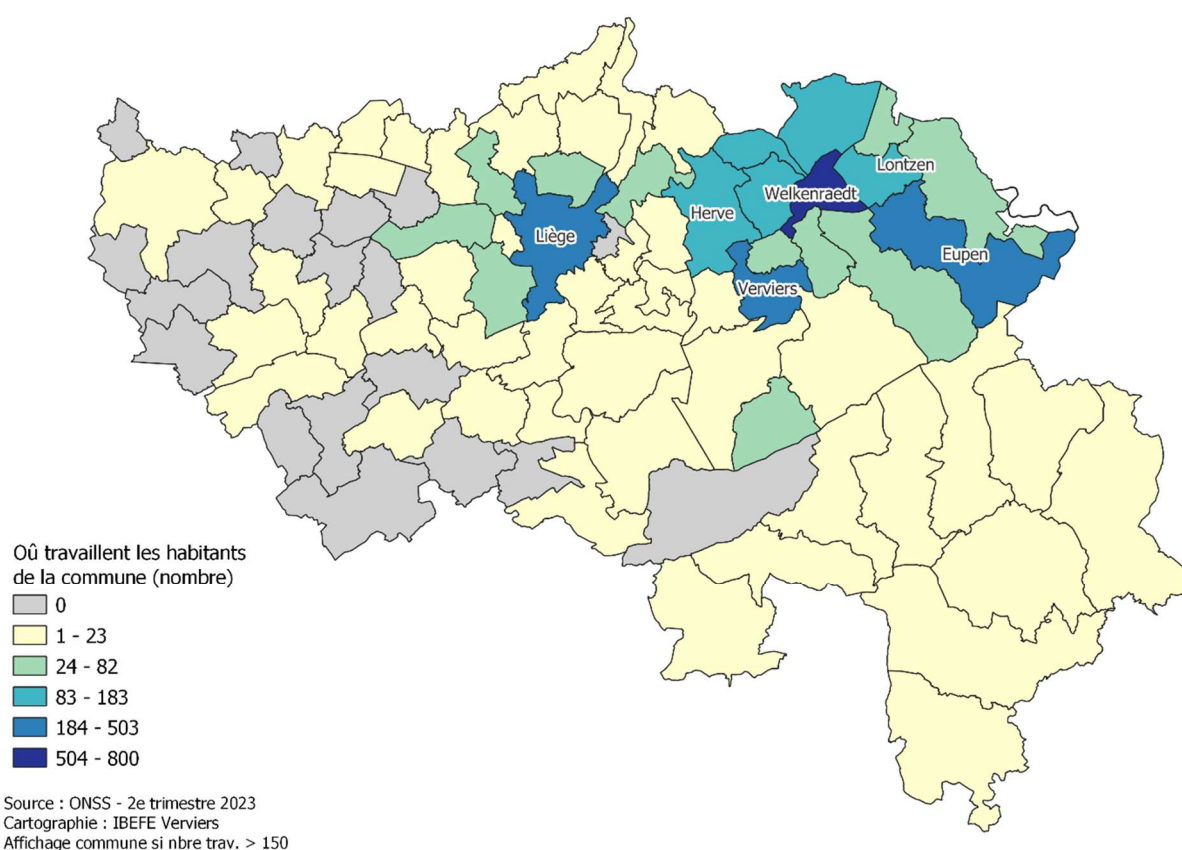 Lontzen
Welkenraedt
Herve
Liège
Eupen
Verviers
Oû travaillent les habitants
de la commune (nombre)
0
1 - 23
24 - 82
83 - 183
184 - 503
504 - 800
Source : ONSS - 2e trimestre 2023
Cartographie : IBEFE Verviers
Affichage commune si nbre trav. > 150